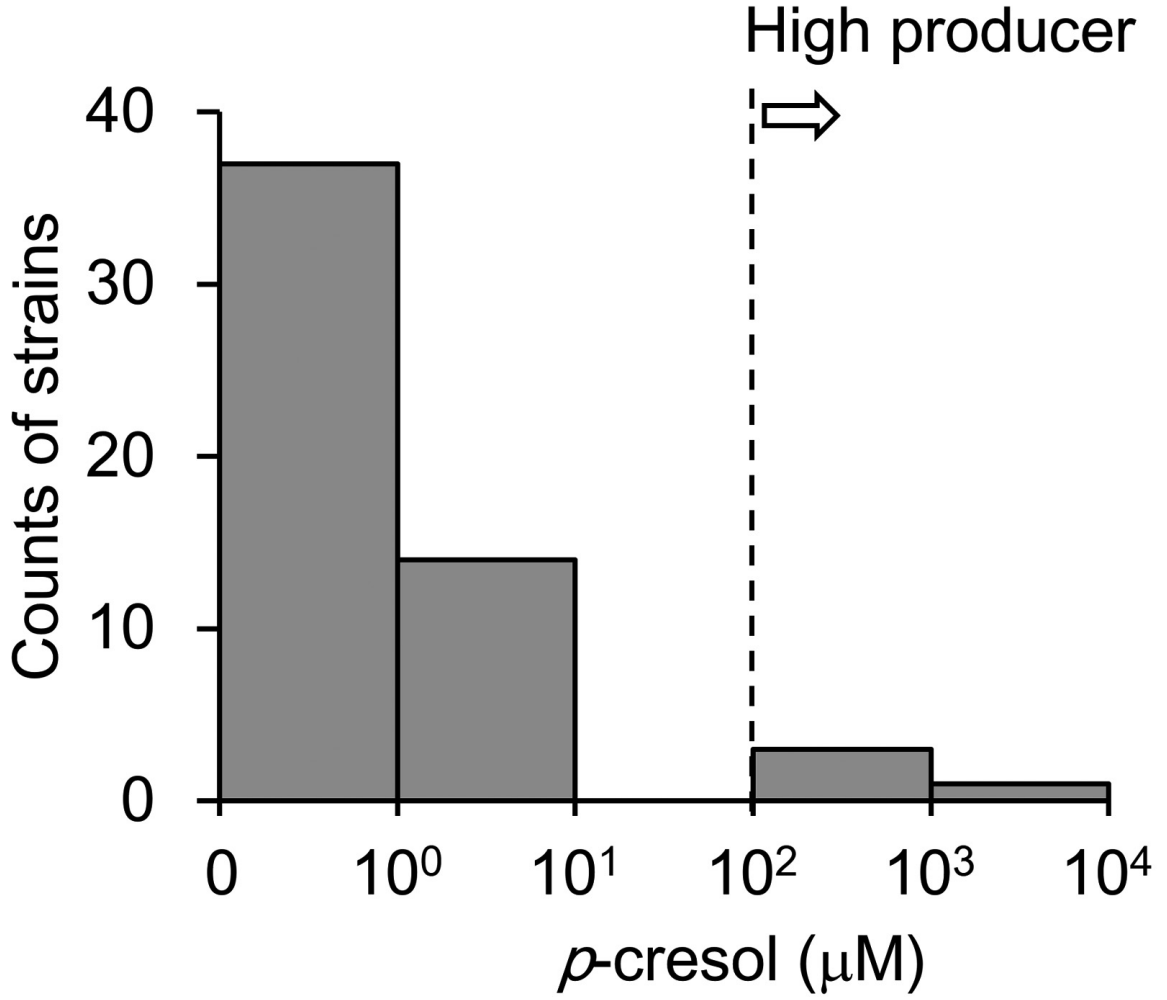 High producer
Counts of strains
40
30
20
10
0
0 10⁰ 10¹ 10² 10³ 10⁴
p-cresol (μM)